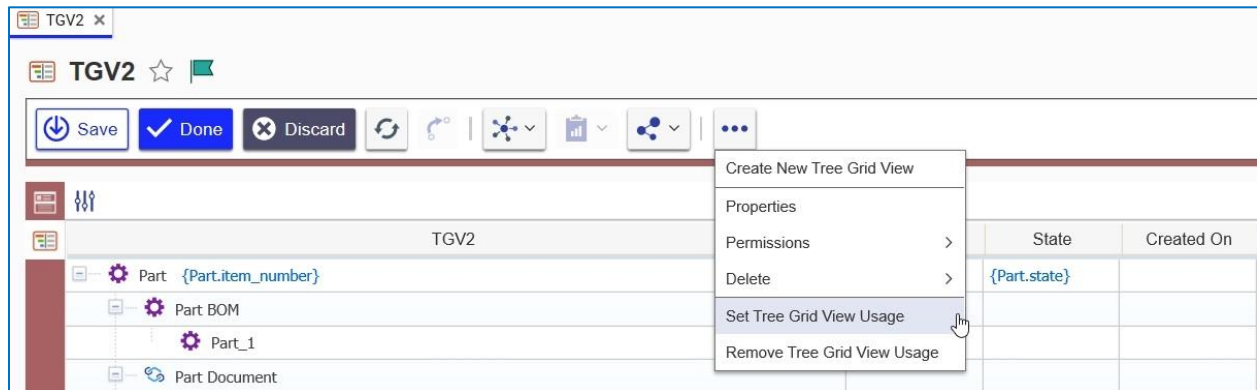 TGV2
TGV2
Save Done Discard
Create New Tree Grid View
Properties
Permissions
Delete
Set Tree Grid View Usage
Remove Tree Grid View Usage
TGV2 State Created On
Part {Part.item_number} {Part.state}
Part BOM
Part_1
Part Document